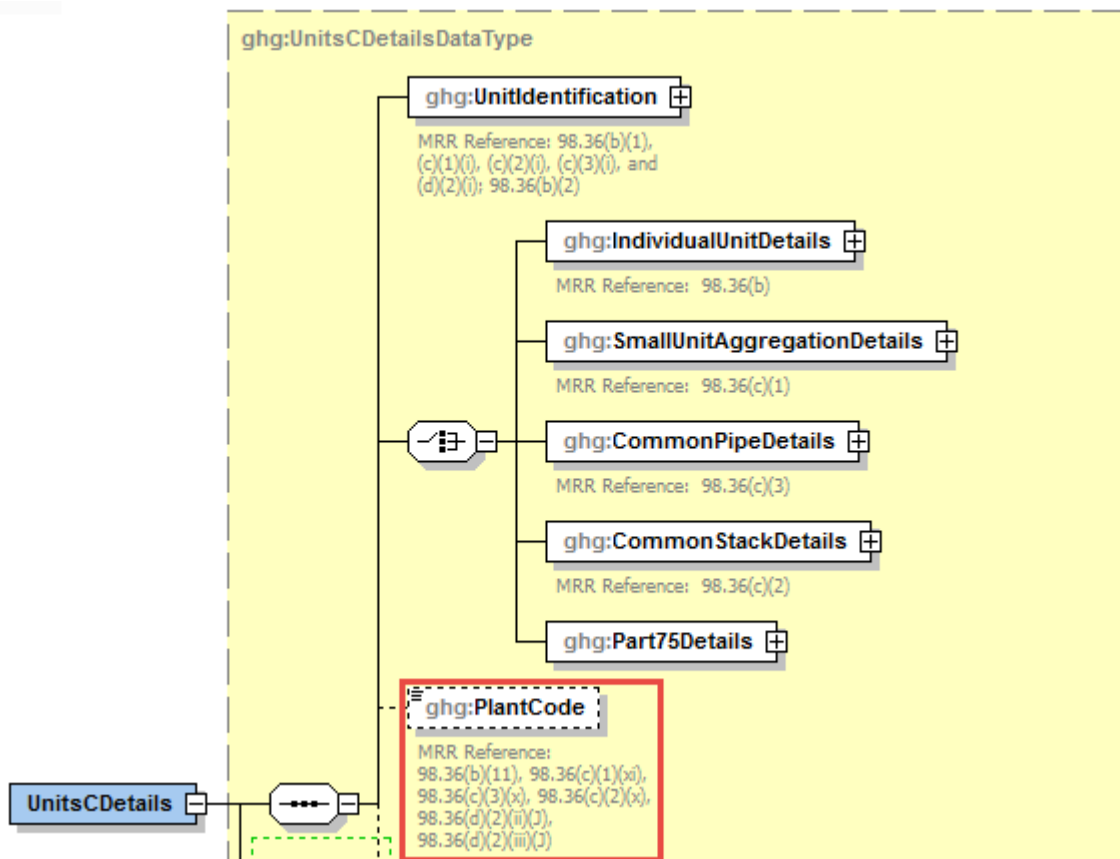 ghg:UnitsCDetailsDataType
ghg:UnitIdentification
MRR Reference: 98.36(b)(1),
(c)(1)(i), (c)(2)(i), (c)(3)(i), and
(d)(2)(i); 98.36(b)(2)
ghg:IndividualUnitDetails
MRR Reference: 98.36(b)
ghg:SmallUnitAggregationDetails
MRR Reference: 98.36(c)(1)
ghg:CommonPipeDetails
MRR Reference: 98.36(c)(3)
ghg:CommonStackDetails
MRR Reference: 98.36(c)(2)
ghg:Part75Details
ghg:PlantCode
MRR Reference:
98.36(b)(11), 98.36(c)(1)(xi),
98.36(c)(3)(x), 98.36(c)(2)(x),
98.36(d)(2)(ii)(J),
98.36(d)(2)(iii)(J)
UnitsCDetails